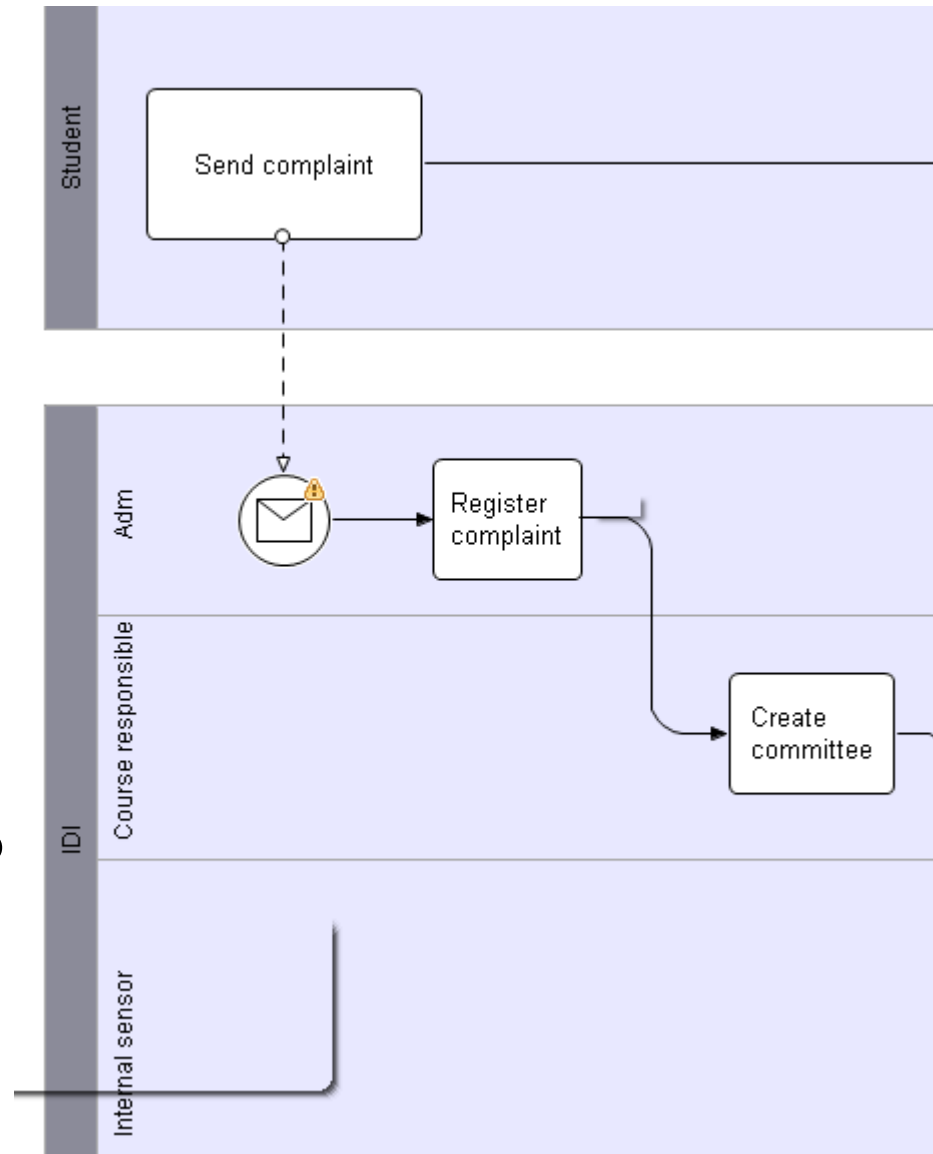 Student
Send complaint
IDI
Adm
Register
complaint
Course responsible
Create
committee
Internal sensor
)